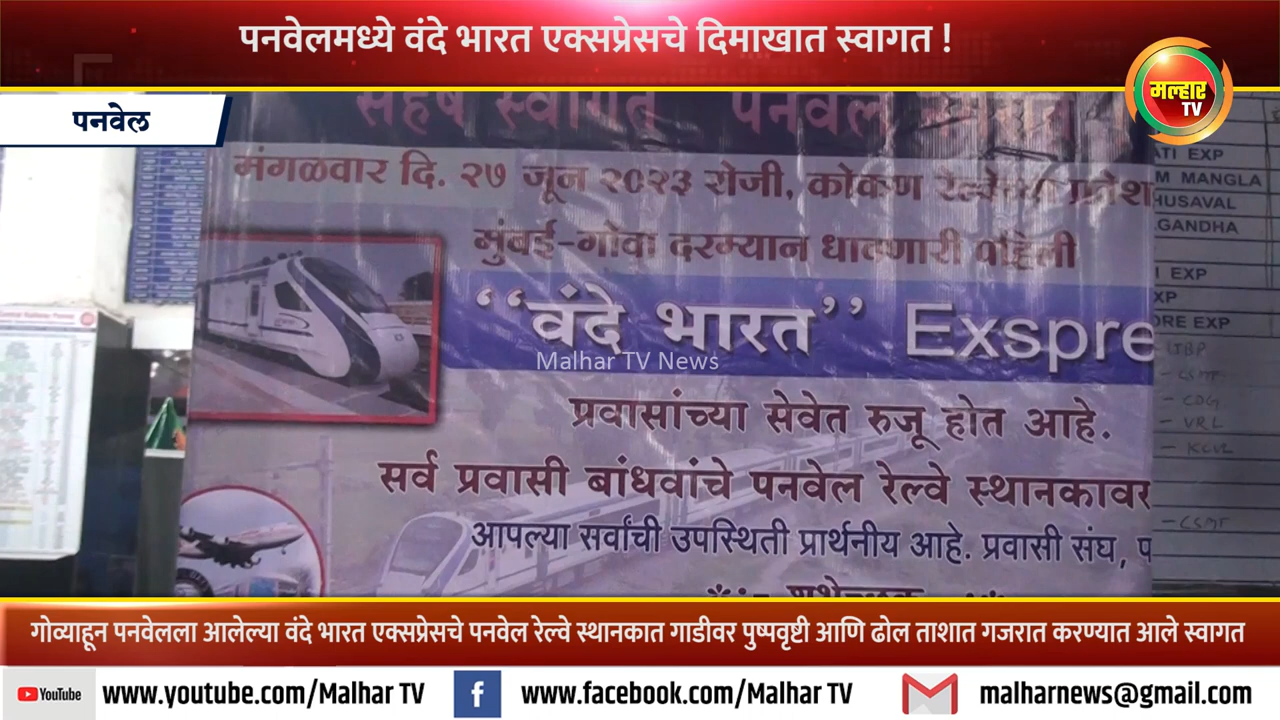 पनवेलमध्ये वंदे भारत एक्सप्रेसचे दिमाखात स्वागत !
मल्हार
TV
पनवेल
सहर्ष स्वागत पनवेल
मंगळवार दि. २७ जून २०२३ रोजी, कोकण
मुंबई-गोवा दरम्यान धावणारी पहिली
“वंदे भारत” Exspre
Malhar TV News
प्रवासांच्या सेवेत रुजू होत आहे.
सर्व प्रवासी बांधवांचे पनवेल रेल्वे स्थानकावर
आपल्या सर्वांची उपस्थिती प्रार्थनीय आहे. प्रवासी संघ, प
ATI EXP
M MANGLA
HUSAVAL
GANDHA
I EXP
XP
ORE EXP
LTBP
- CSMT
- CDG
- VRL
- KCVL
- CSMT
गोव्याहून पनवेलला आलेल्या वंदे भारत एक्सप्रेसचे पनवेल रेल्वे स्थानकात गाडीवर पुष्पवृष्टी आणि ढोल ताशात गजरात करण्यात आले स्वागत
YouTube www.youtube.com/Malhar TV www.facebook.com/Malhar TV malharnews@gmail.com